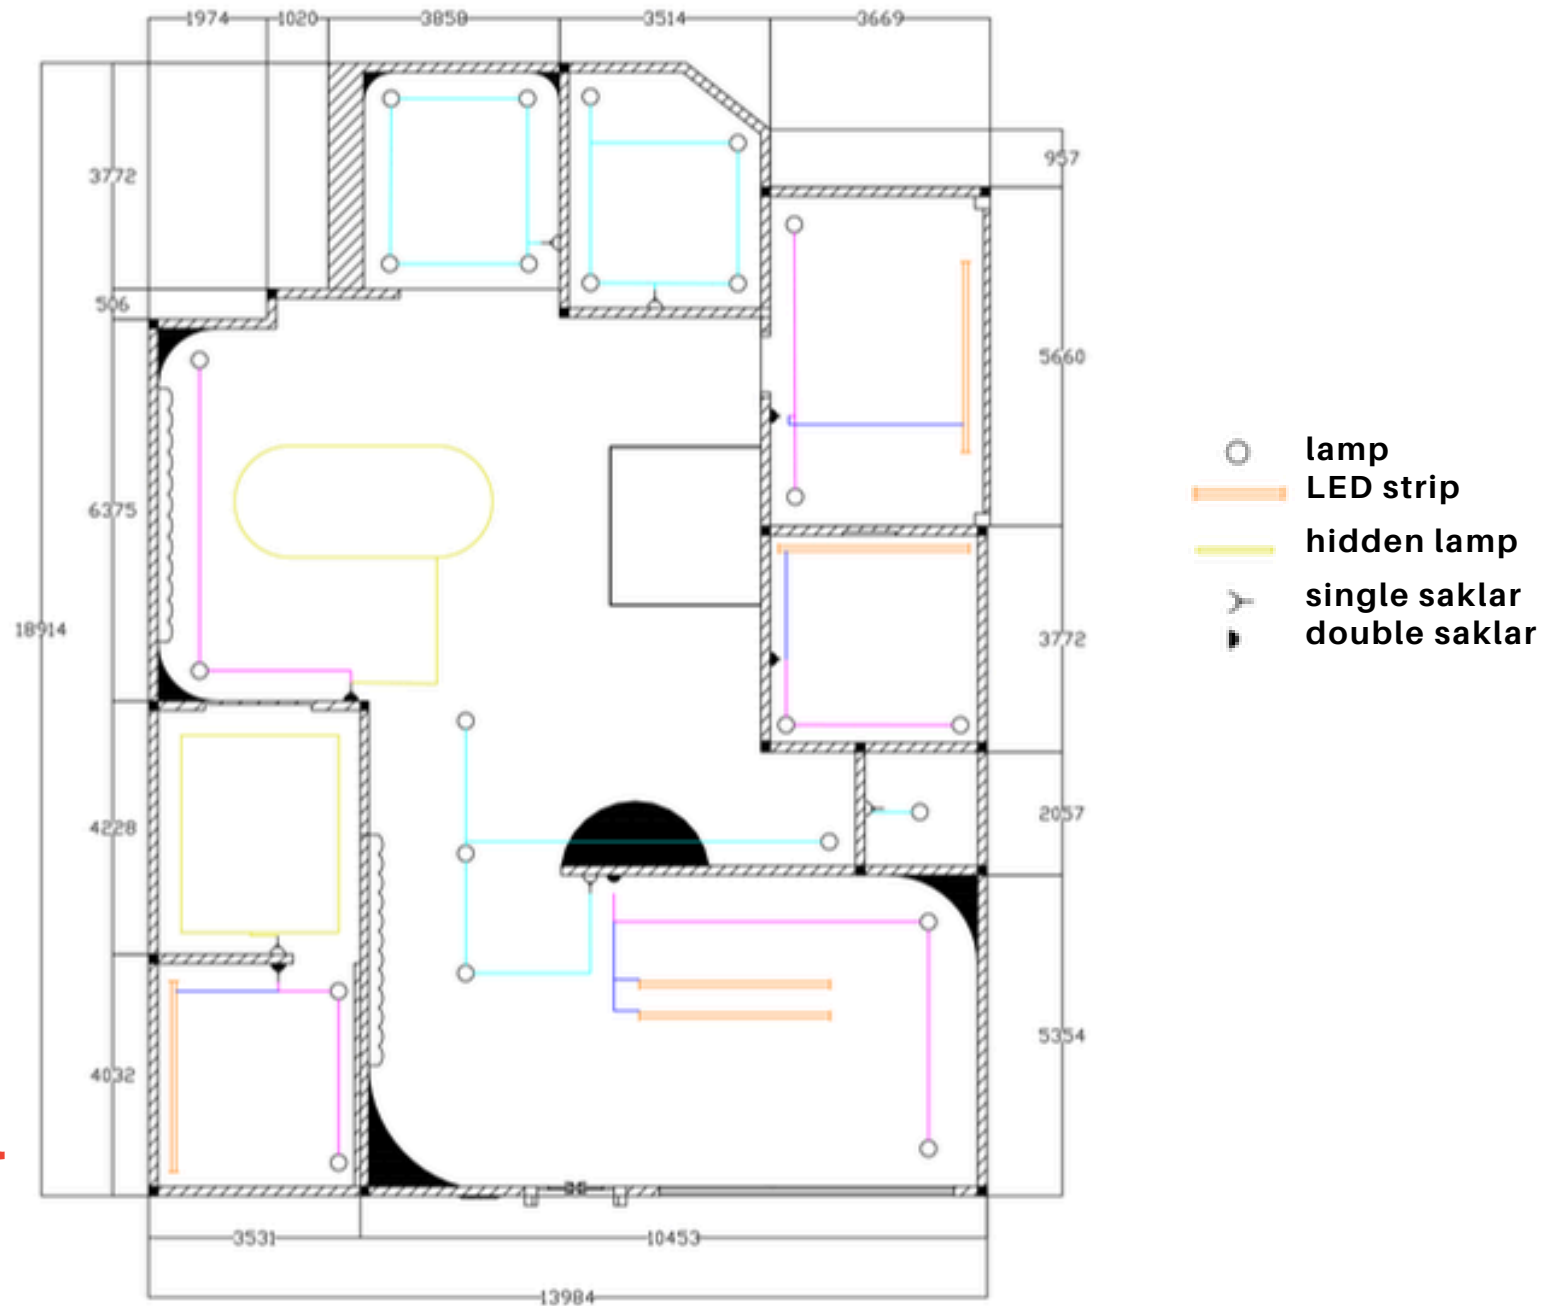 1974 1020 3858 3514 3669
957
3772
506
5660
6375
18914
3772
4228
2057
4032
5354
3531 10453
13984
lamp
LED strip
hidden lamp
single saklar
double saklar